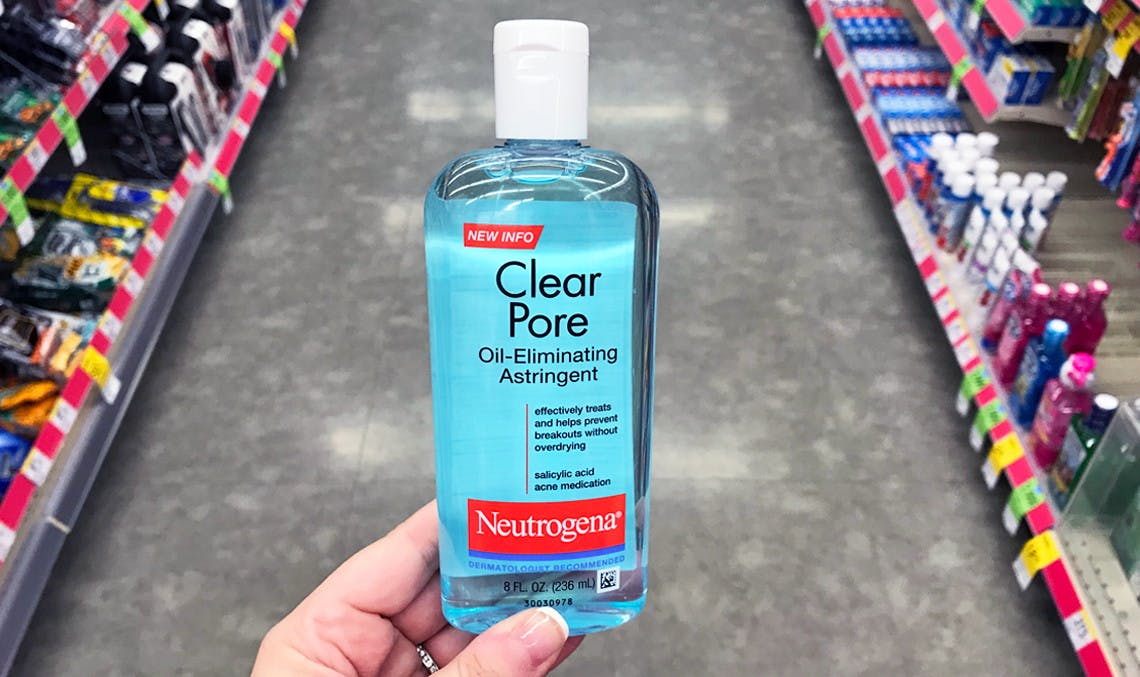 NEW INFO
Clear
Pore
Oil-Eliminating
Astringent
effectively treats
and helps prevent
breakouts without
overdrying
salicylic acid
acne medication
Neutrogena®
DERMATOLOGIST RECOMMENDED
8 FL. OZ. (236 mL)
30030978